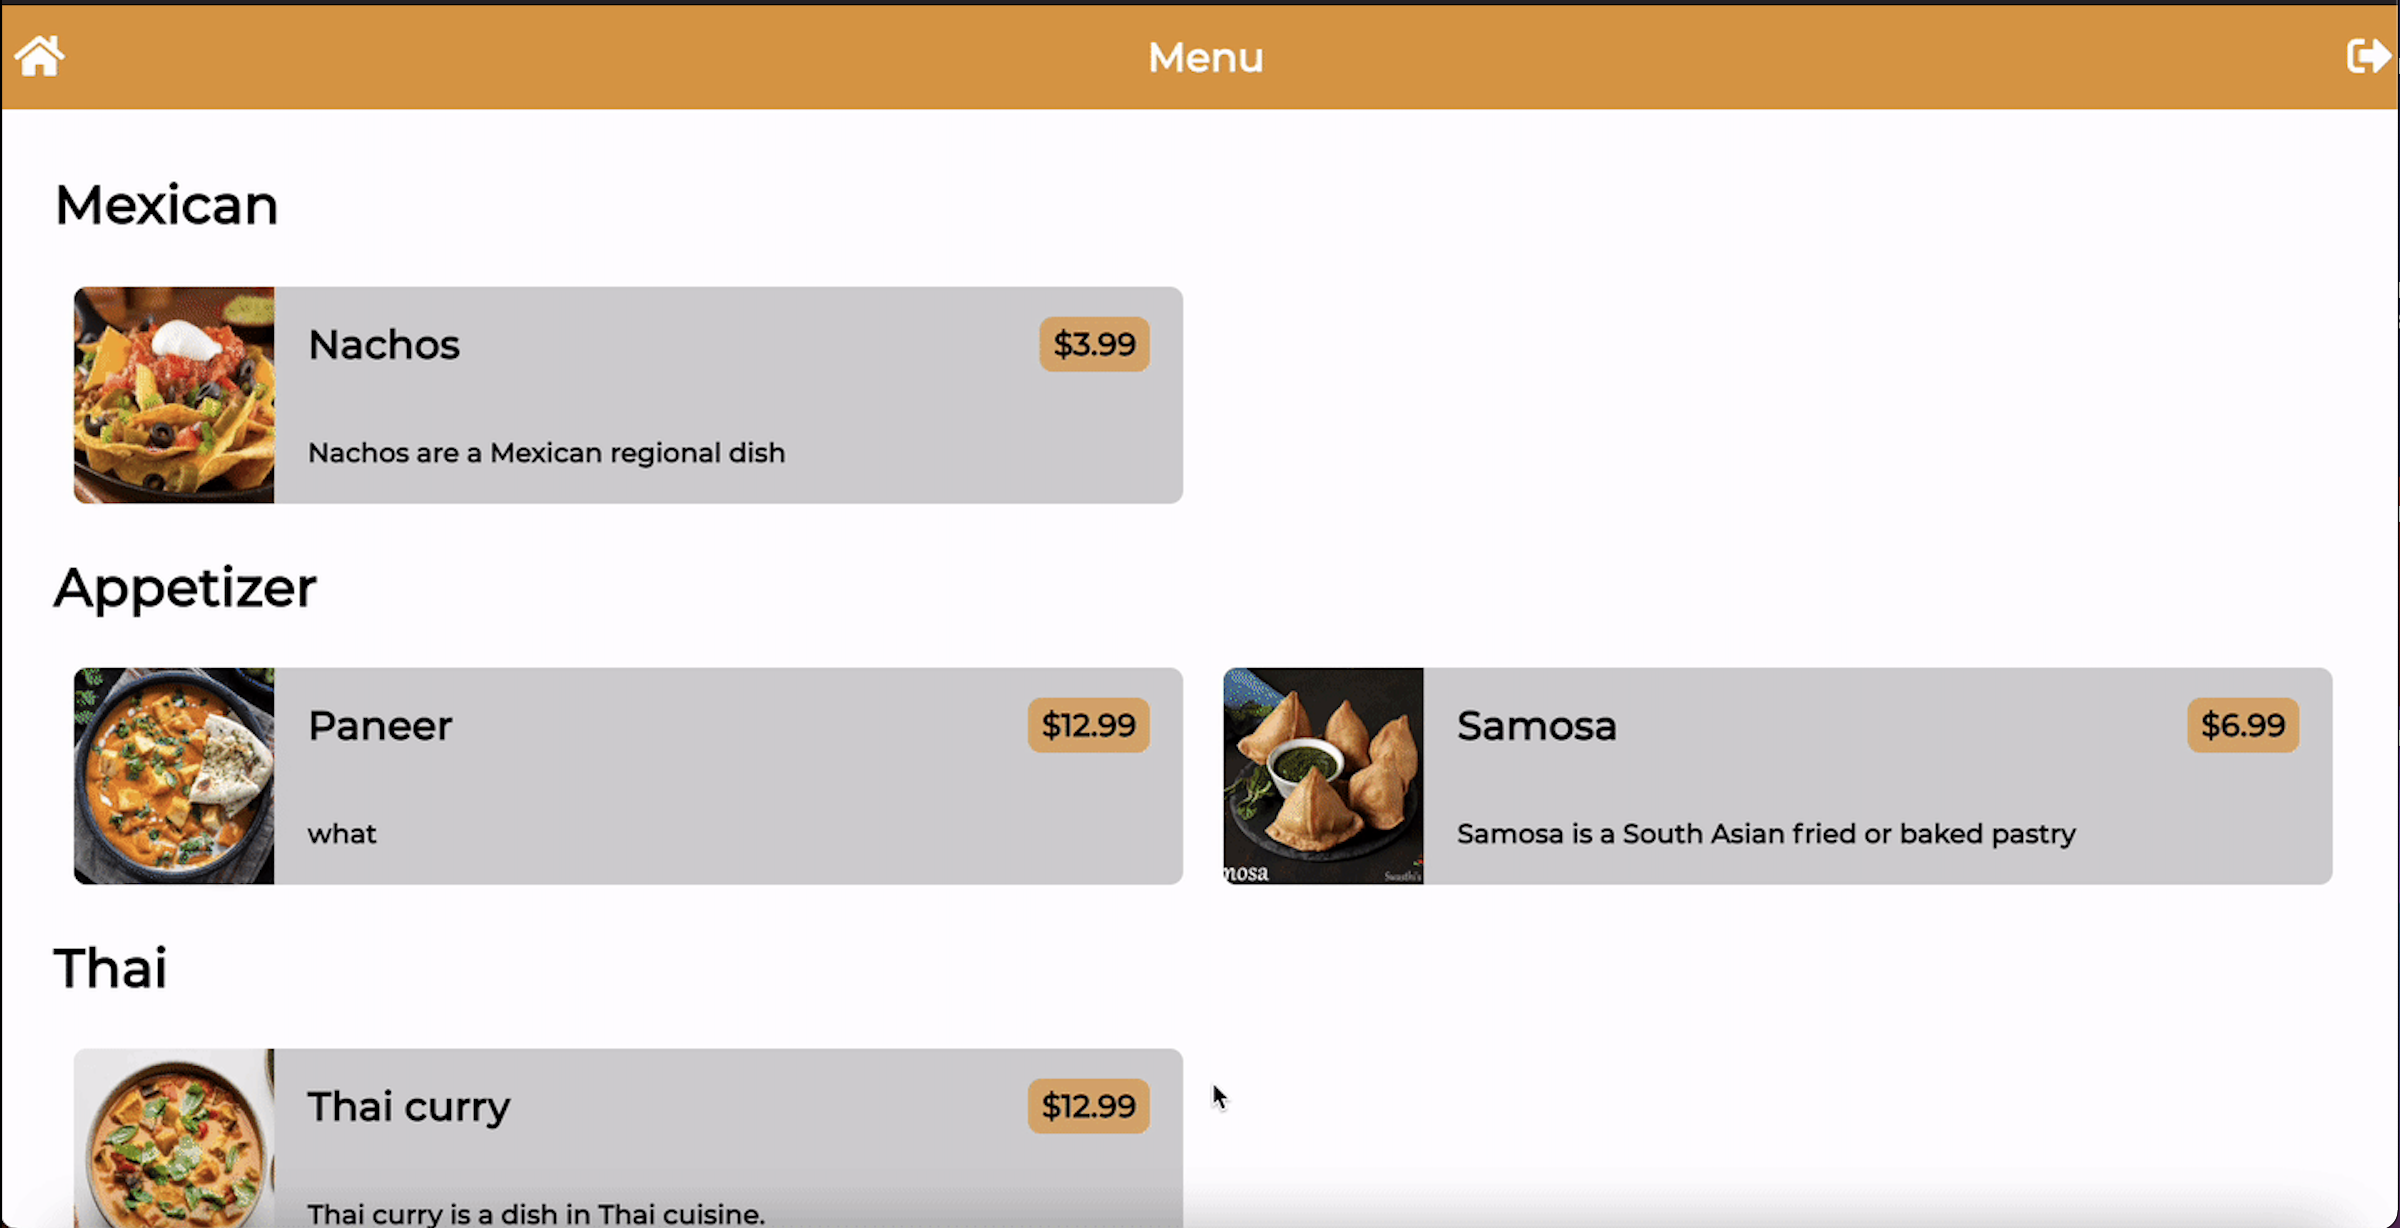 Menu
Mexican
Nachos
$3.99
Nachos are a Mexican regional dish
Appetizer
Paneer
$12.99
what
Samosa
$6.99
Samosa is a South Asian fried or baked pastry
nosa
Swasthi's
Thai
Thai curry
$12.99
Thai curry is a dish in Thai cuisine.